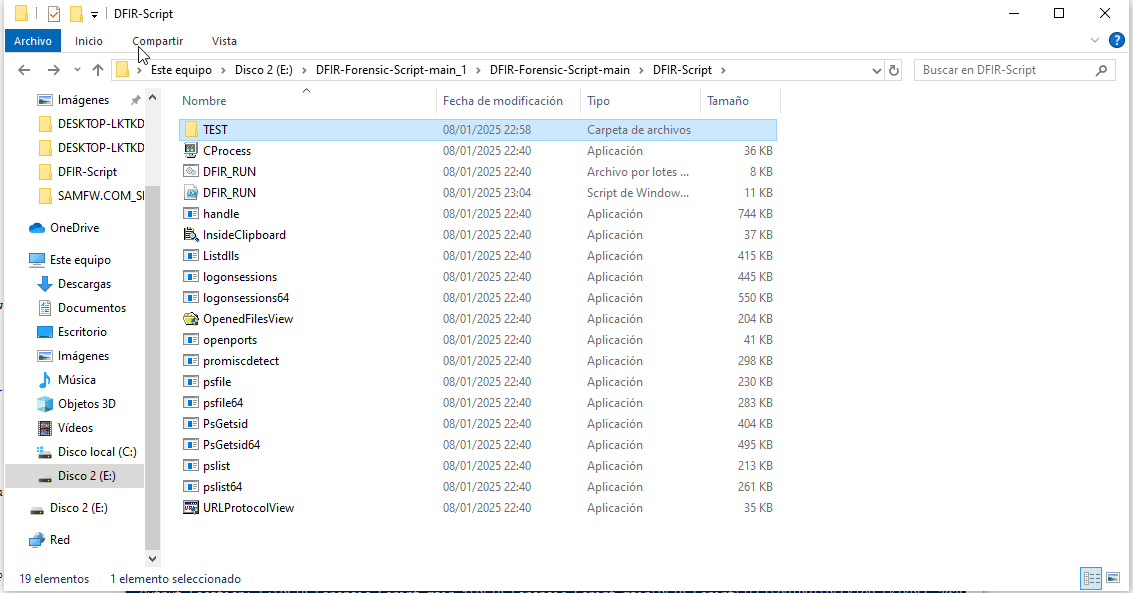 DFIR-Script
Archivo Inicio Compartir Vista
Este equipo Disco 2 (E:) DFIR-Forensic-Script-main_1 DFIR-Forensic-Script-main DFIR-Script
Buscar en DFIR-Script
Imágenes
DESKTOP-LKTKD
DESKTOP-LKTKD
DFIR-Script
SAMFW.COM_S
OneDrive
Este equipo
Descargas
Documentos
Escritorio
Imágenes
Música
Objetos 3D
Vídeos
Disco local (C:)
Disco 2 (E:)
Disco 2 (E:)
Red
Nombre Fecha de modificación Tipo Tamaño
TEST 08/01/2025 22:58 Carpeta de archivos
CProcess 08/01/2025 22:40 Aplicación 36 KB
DFIR_RUN 08/01/2025 22:40 Archivo por lotes ... 8 KB
DFIR_RUN 08/01/2025 23:04 Script de Window... 11 KB
handle 08/01/2025 22:40 Aplicación 744 KB
InsideClipboard 08/01/2025 22:40 Aplicación 37 KB
Listdlls 08/01/2025 22:40 Aplicación 415 KB
logonsessions 08/01/2025 22:40 Aplicación 445 KB
logonsessions64 08/01/2025 22:40 Aplicación 550 KB
OpenedFilesView 08/01/2025 22:40 Aplicación 204 KB
openports 08/01/2025 22:40 Aplicación 41 KB
promiscdetect 08/01/2025 22:40 Aplicación 298 KB
psfile 08/01/2025 22:40 Aplicación 230 KB
psfile64 08/01/2025 22:40 Aplicación 283 KB
PsGetsid 08/01/2025 22:40 Aplicación 404 KB
PsGetsid64 08/01/2025 22:40 Aplicación 495 KB
pslist 08/01/2025 22:40 Aplicación 213 KB
pslist64 08/01/2025 22:40 Aplicación 261 KB
URLProtocolView 08/01/2025 22:40 Aplicación 35 KB
19 elementos 1 elemento seleccionado